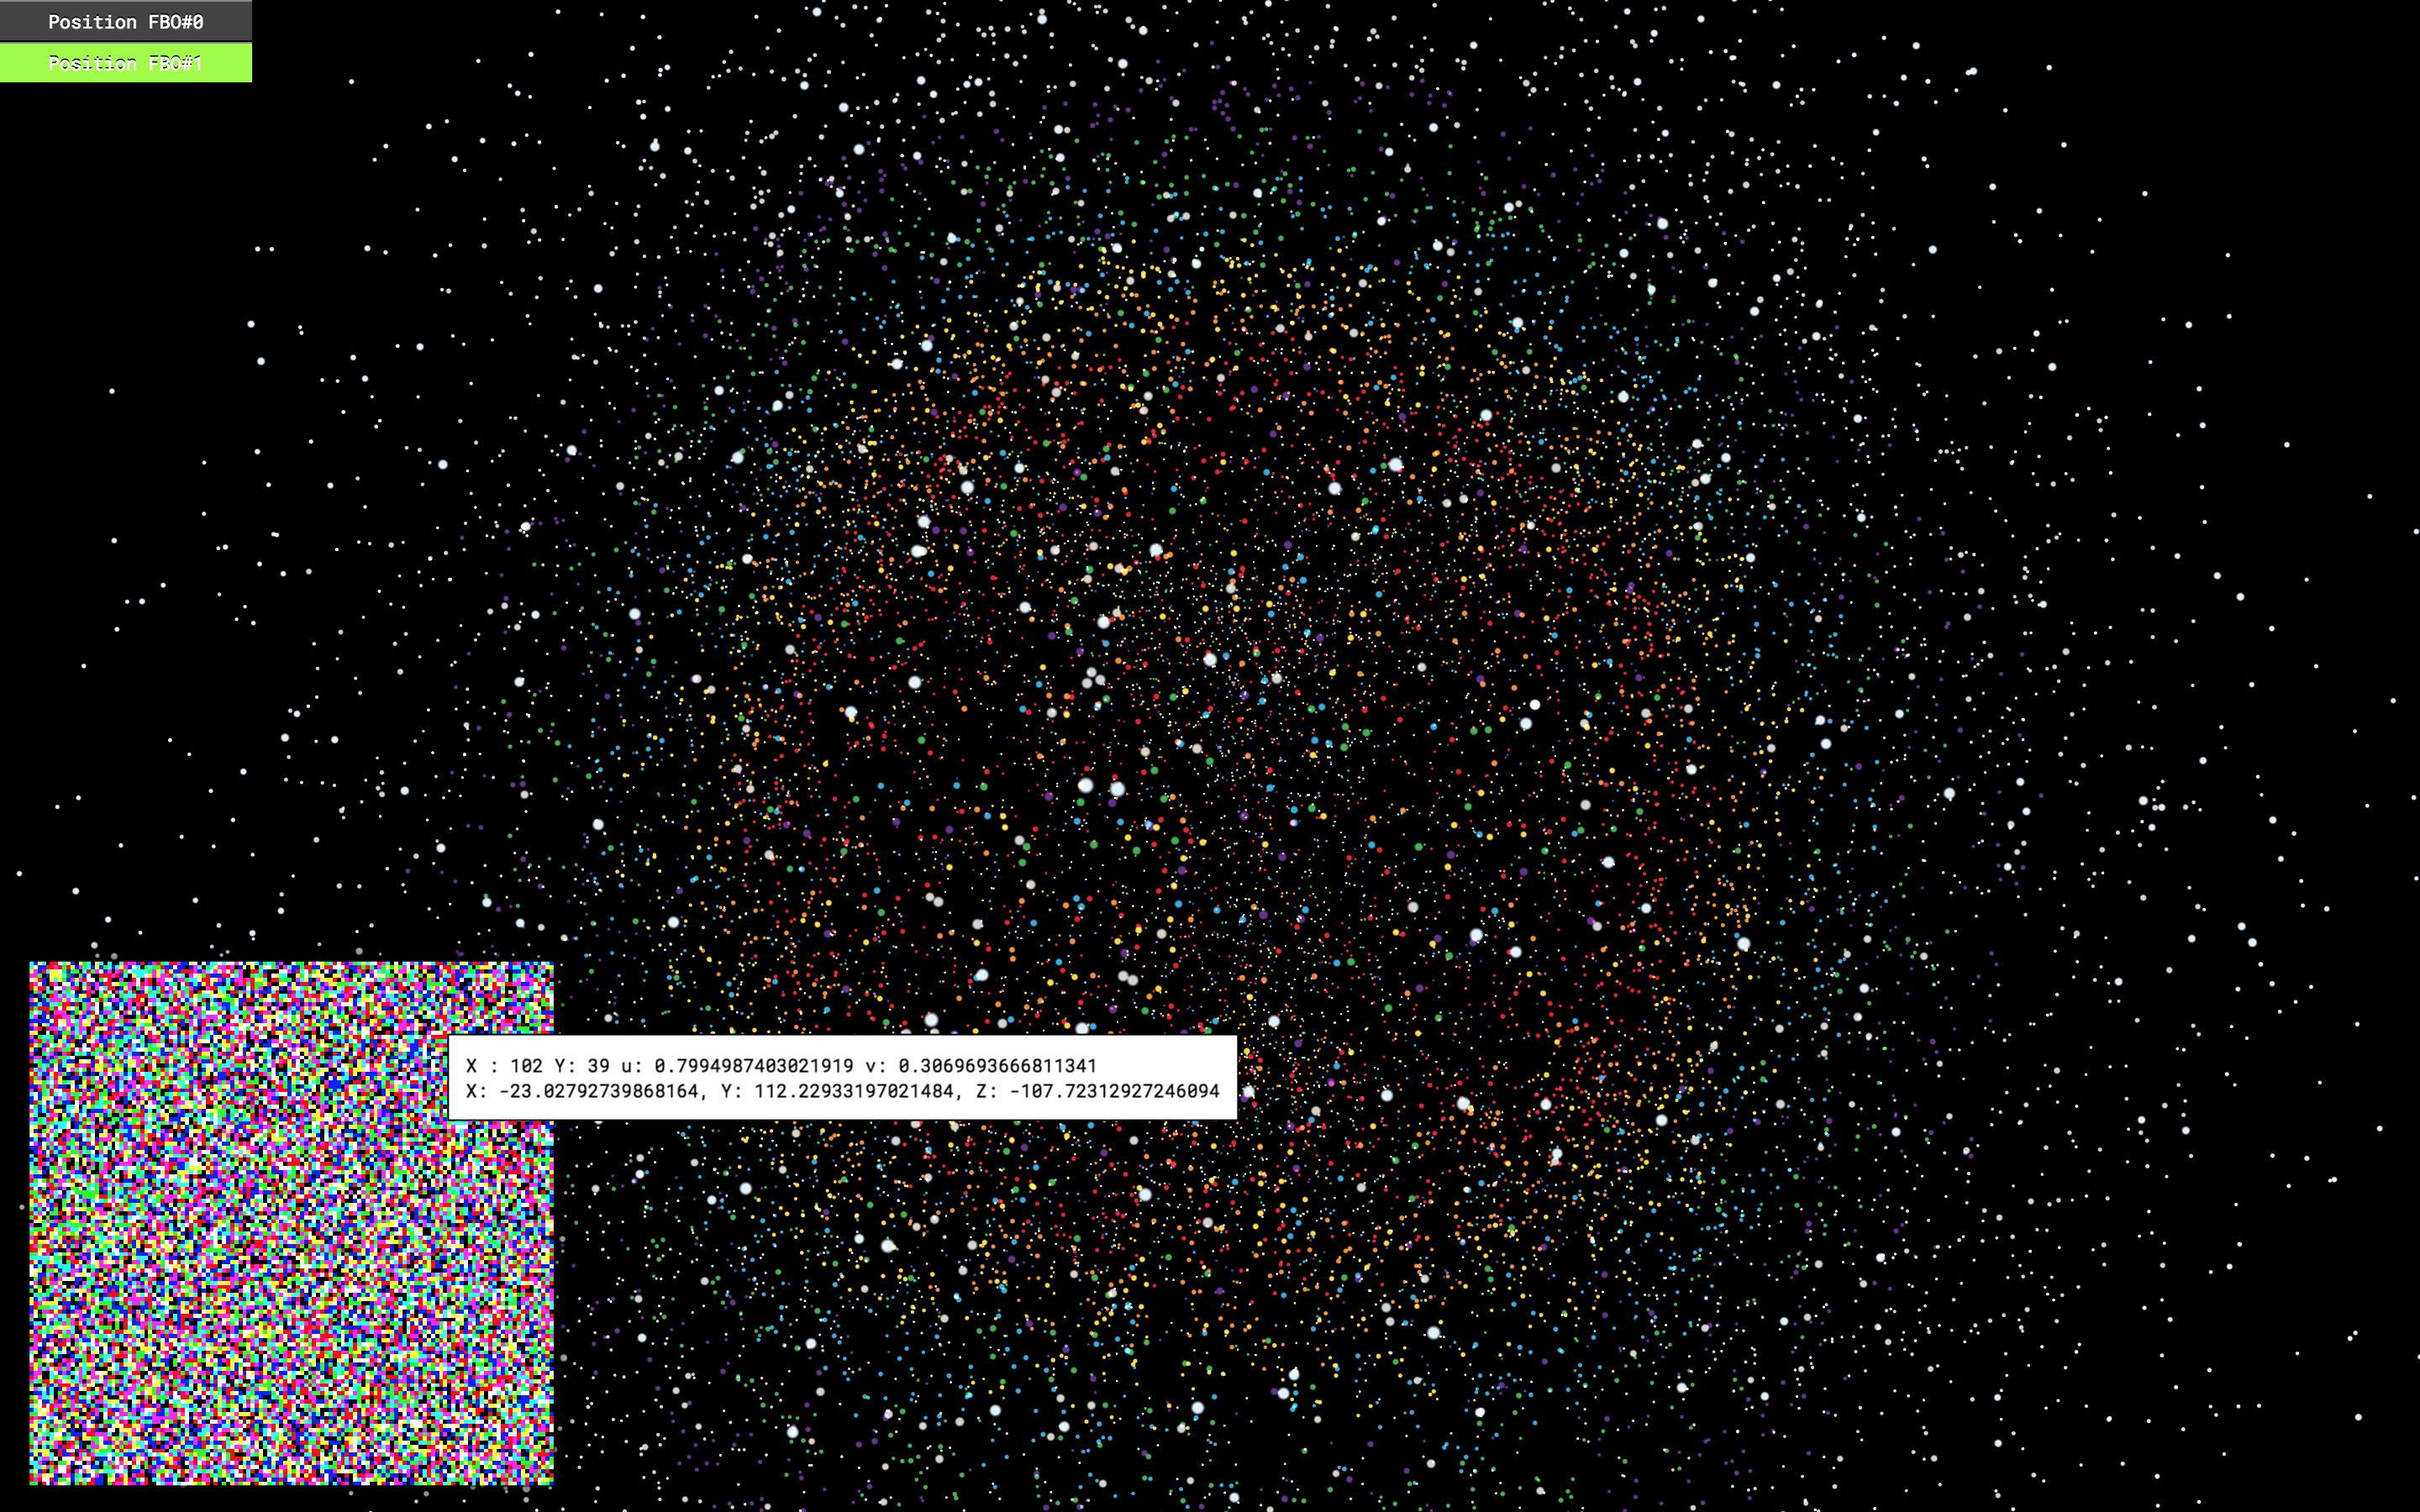 Position FBO#0
Position FBO#1
X : 102 Y: 39 u: 0.7994987403021919 v: 0.3069693666811341
X: -23.02792739868164, Y: 112.22933197021484, Z: -107.72312927246094